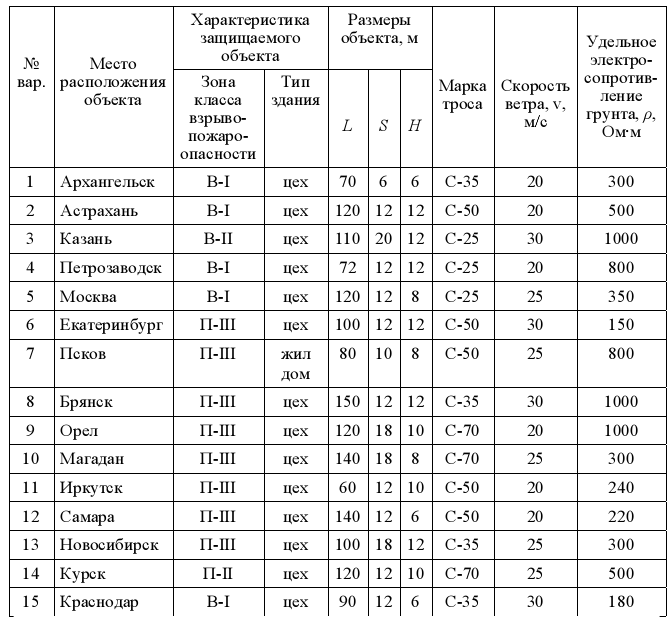 № вар.
Место расположения объекта
Характеристика защищаемого объекта
Размеры объекта, м
Марка троса
Скорость ветра, v, м/с
Удельное электро-сопротив-ление грунта, ρ, Ом·м
Зона класса взрыво-пожаро-опасности
Тип здания
L S H
1 Архангельск В-I цех 70 6 6 С-35 20 300
2 Астрахань В-I цех 120 12 12 С-50 20 500
3 Казань В-II цех 110 20 12 С-25 30 1000
4 Петрозаводск В-I цех 72 12 12 С-25 20 800
5 Москва В-I цех 120 12 8 С-25 25 350
6 Екатеринбург П-III цех 100 12 12 С-50 30 150
7 Псков П-III жил дом 80 10 8 С-50 25 800
8 Брянск П-III цех 150 12 12 С-35 30 1000
9 Орел П-III цех 120 18 10 С-70 20 1000
10 Магадан П-III цех 140 18 8 С-70 25 300
11 Иркутск П-III цех 60 12 10 С-50 20 240
12 Самара П-III цех 140 12 6 С-50 20 220
13 Новосибирск П-III цех 100 18 12 С-35 25 300
14 Курск П-II цех 120 12 10 С-70 25 500
15 Краснодар В-I цех 90 12 6 С-35 30 180